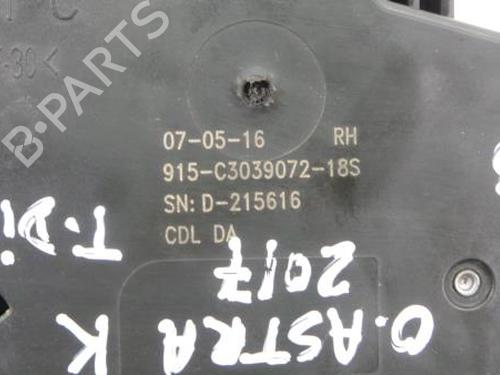 B-PARTS
07-05-16 RH
915-C3039072-18S
SN: D-215616
CDL DA
O.ASTRA K
2017